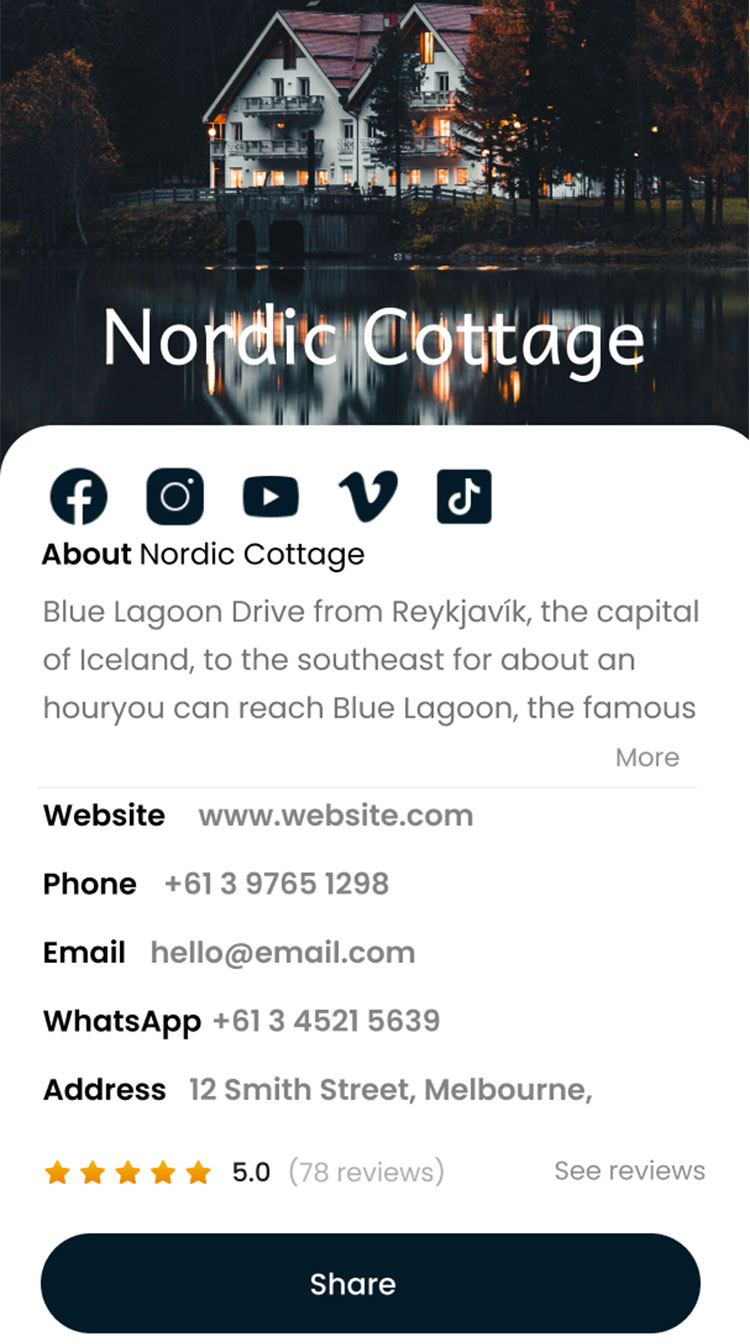 Nordic Cottage
About Nordic Cottage
Blue Lagoon Drive from Reykjavík, the capital
of Iceland, to the southeast for about an
houryou can reach Blue Lagoon, the famous
More
Website www.website.com
Phone +61 3 9765 1298
Email hello@email.com
WhatsApp +61 3 4521 5639
Address 12 Smith Street, Melbourne,
5.0 (78 reviews) See reviews
Share